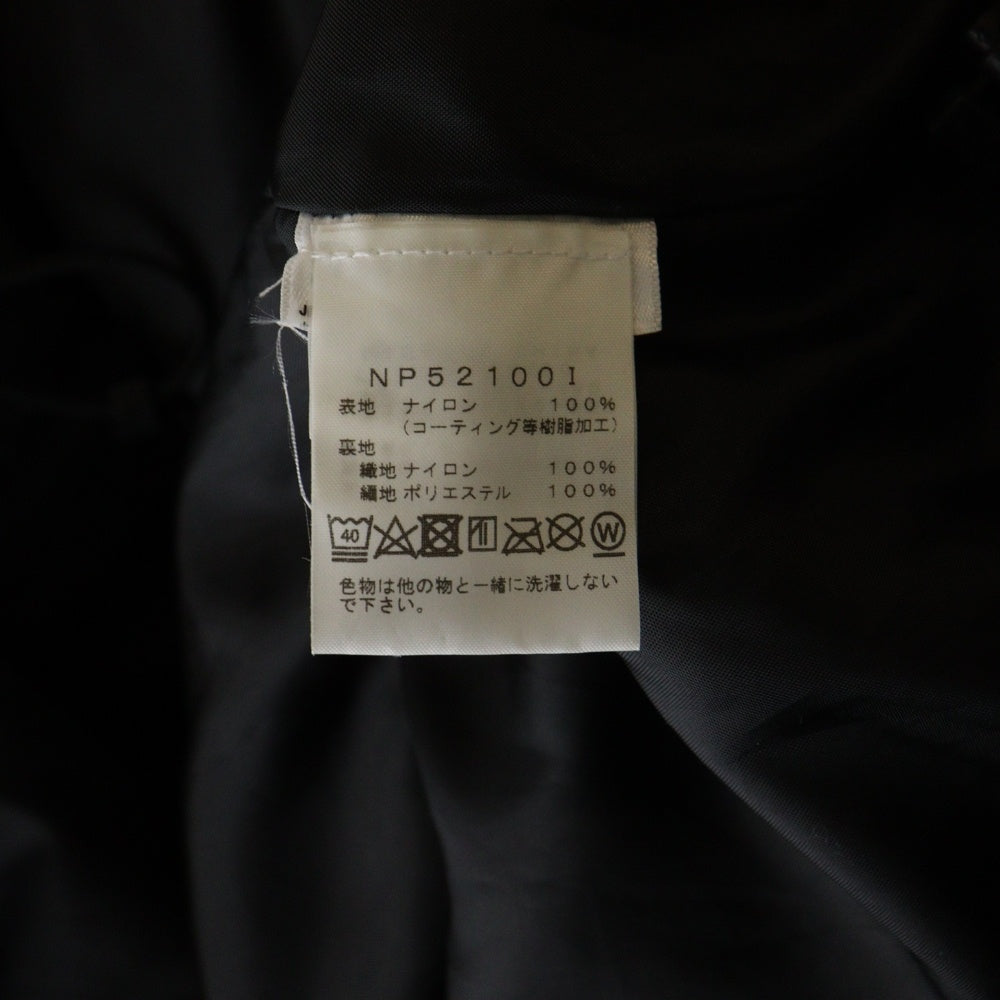 J
NP52100I
表地 ナイロン 100%
(コーティング等樹脂加工)
裏地
織地 ナイロン 100%
編地 ポリエステル 100%
40 W
色物は他の物と一緒に洗濯しない
で下さい。